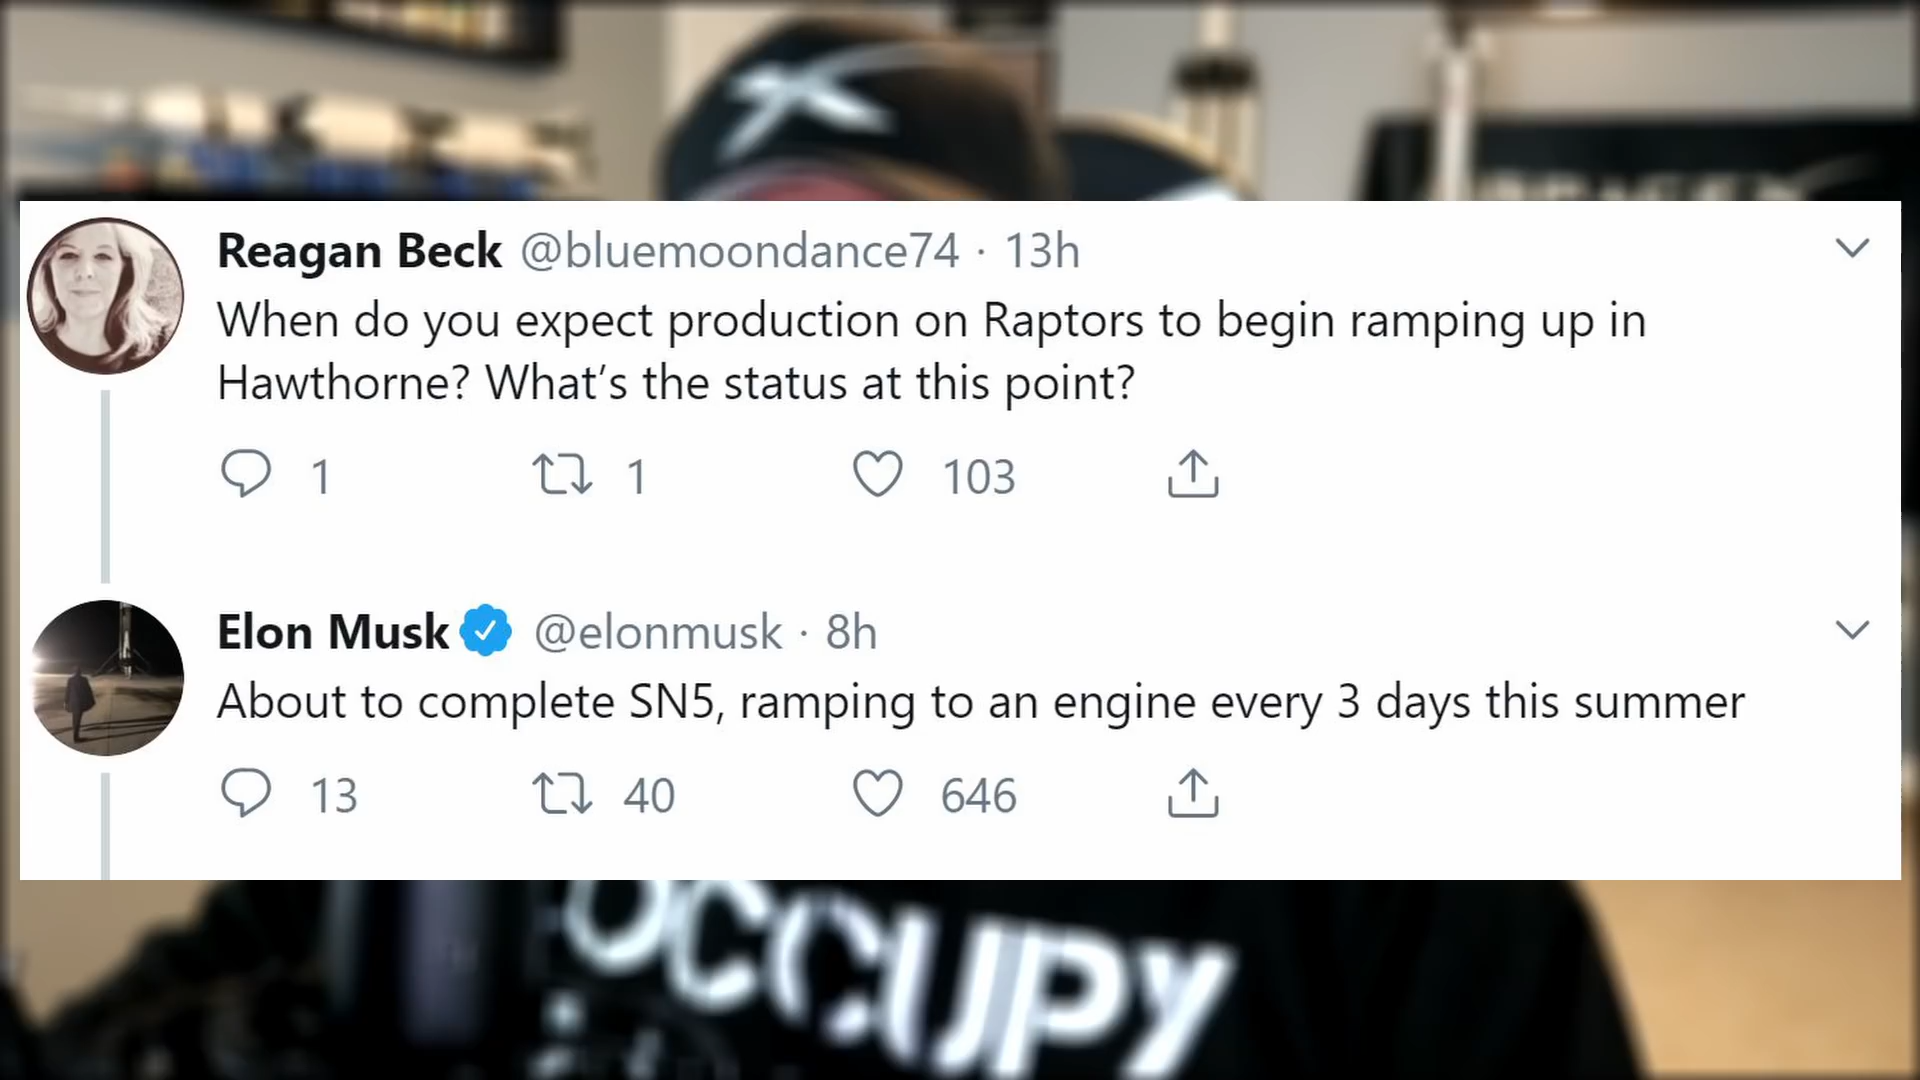 Reagan Beck @bluemoondance74 · 13h
When do you expect production on Raptors to begin ramping up in
Hawthorne? What’s the status at this point?
1 1 103
Elon Musk @elonmusk · 8h
About to complete SN5, ramping to an engine every 3 days this summer
13 40 646
OCCUPY